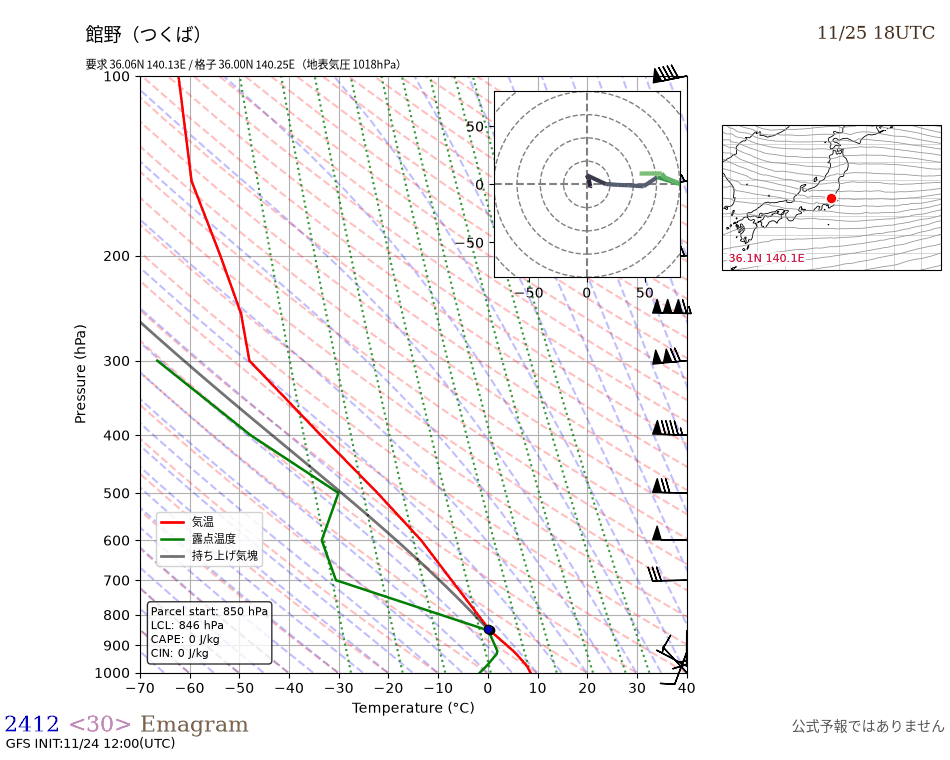 館野（つくば）
11/25 18UTC
要求 36.06N 140.13E / 格子 36.00N 140.25E（地表気圧 1018hPa）
100
200
300
400
500
600
700
800
900
1000
Pressure (hPa)
50
0
−50
−50 0 50
36.1N 140.1E
気温
露点温度
持ち上げ気塊
Parcel start: 850 hPa
LCL: 846 hPa
CAPE: 0 J/kg
CIN: 0 J/kg
−70 −60 −50 −40 −30 −20 −10 0 10 20 30 40
Temperature (°C)
2412 <30> Emagram
公式予報ではありません
GFS INIT:11/24 12:00(UTC)